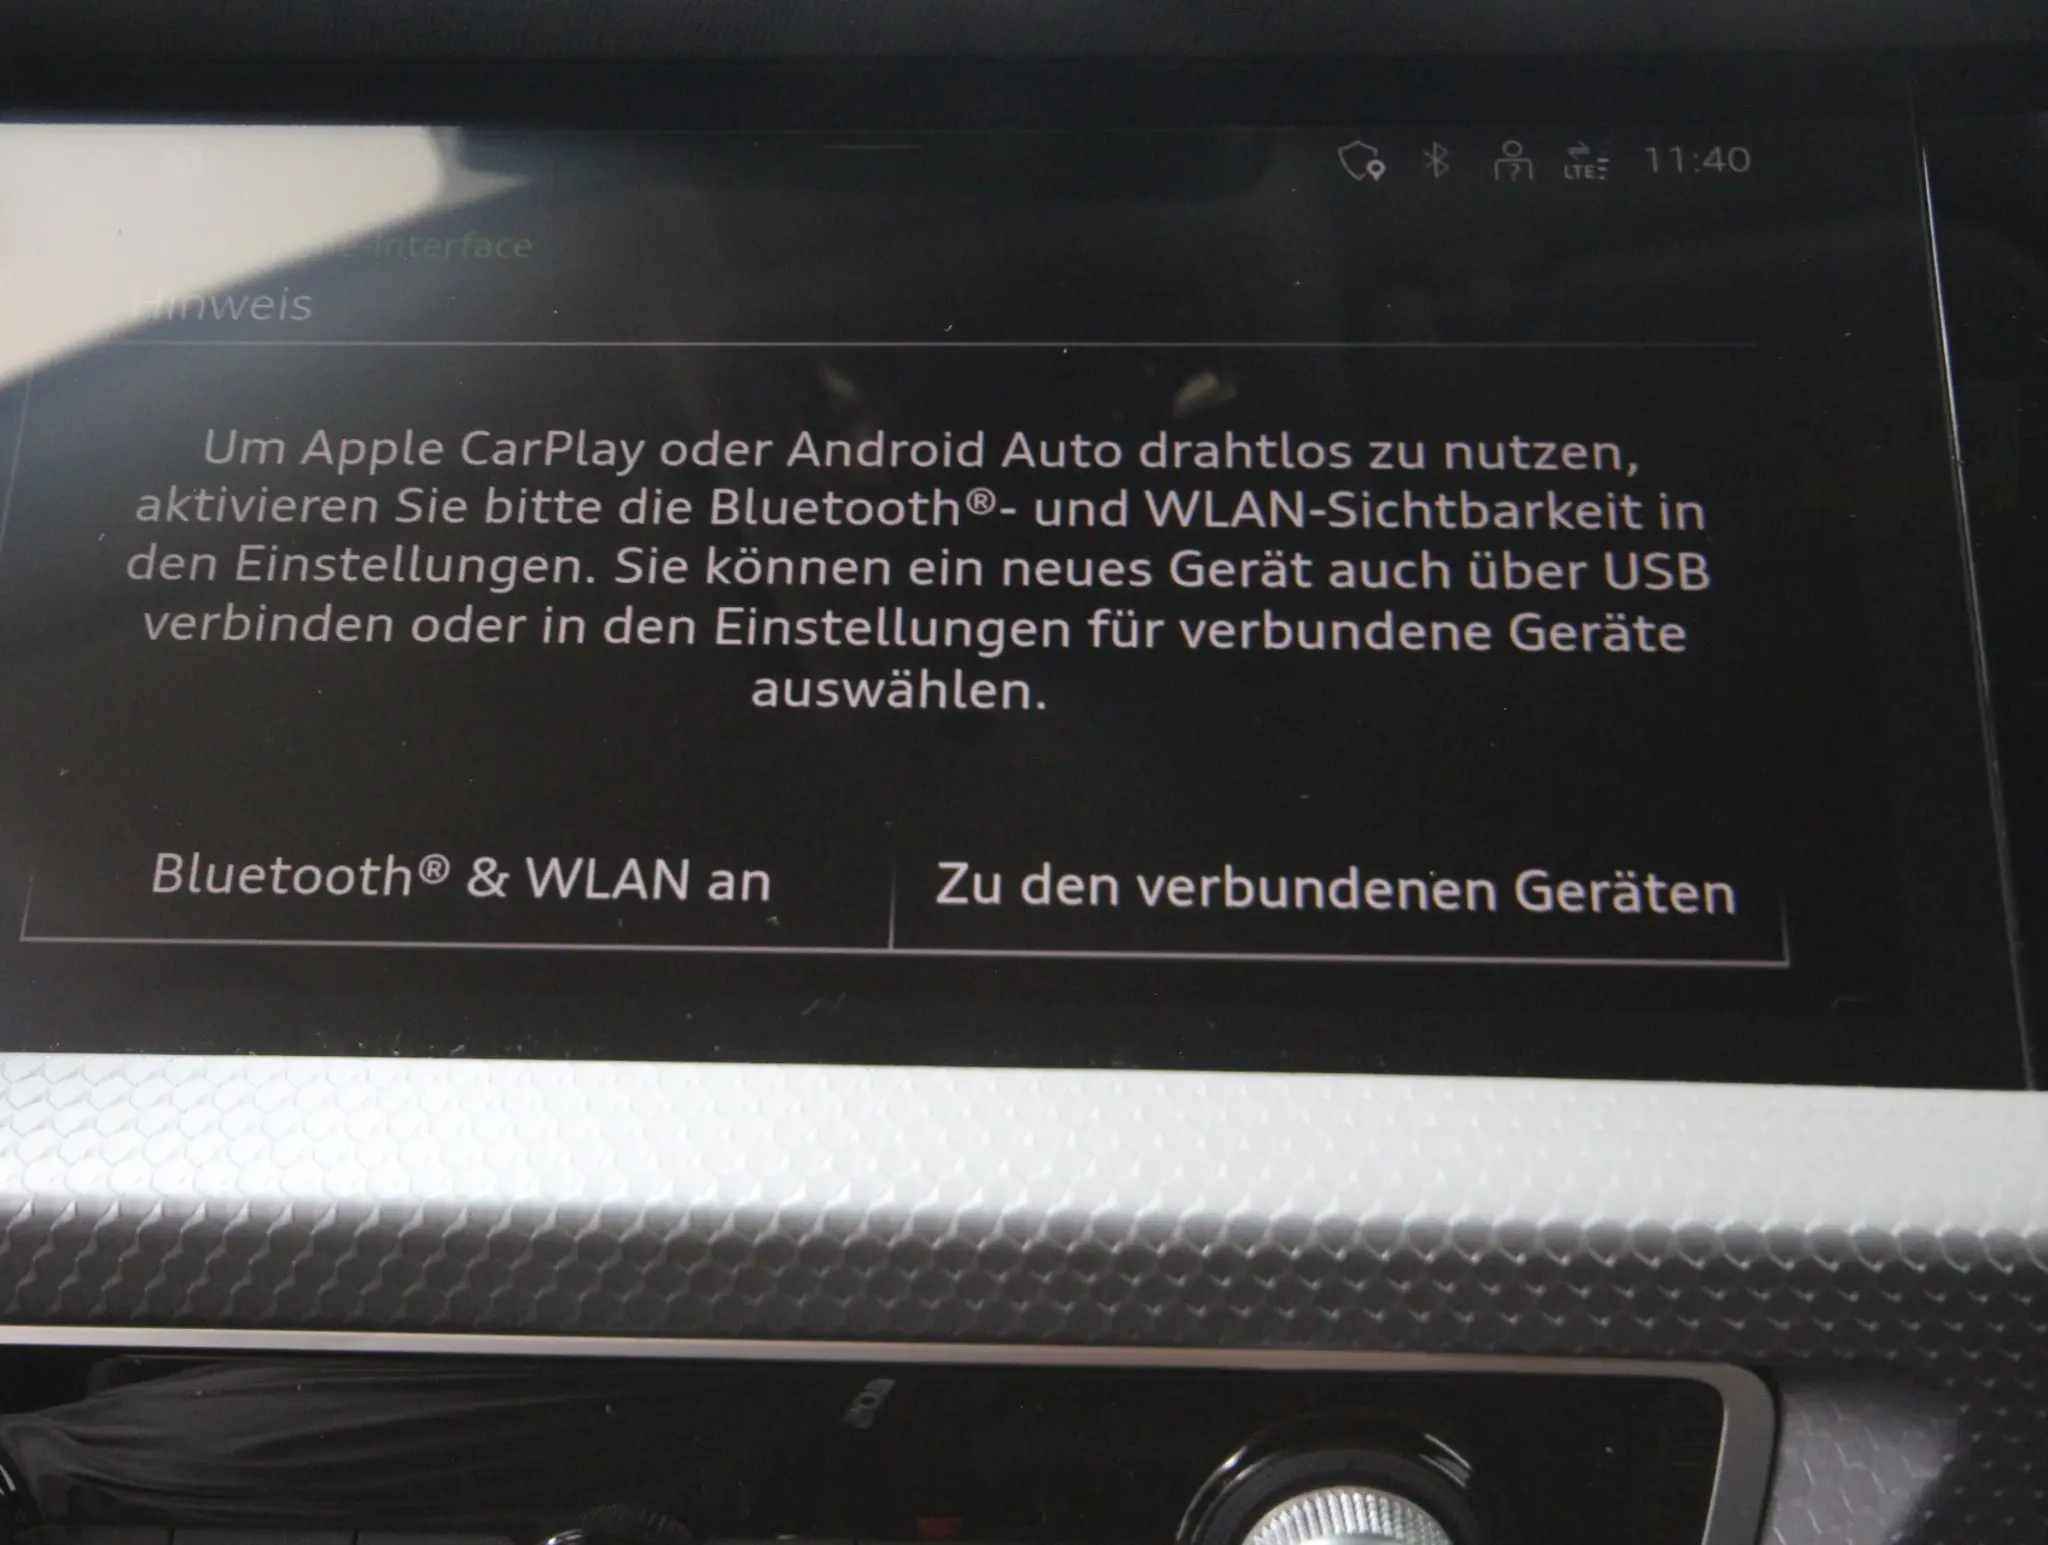 11:40
-Interface
Hinweis
Um Apple CarPlay oder Android Auto drahtlos zu nutzen,
aktivieren Sie bitte die Bluetooth®- und WLAN-Sichtbarkeit in
den Einstellungen. Sie können ein neues Gerät auch über USB
verbinden oder in den Einstellungen für verbundene Geräte
auswählen.
Bluetooth® & WLAN an
Zu den verbundenen Geräten
LTE